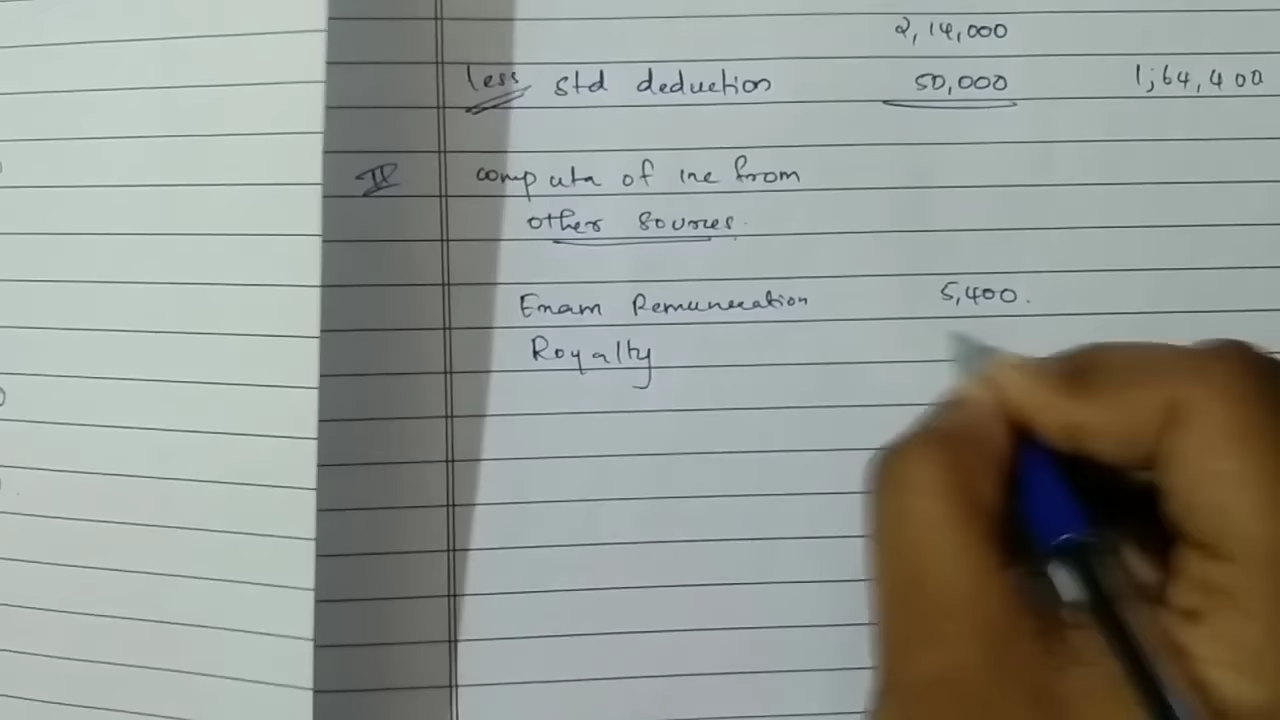 2,14,000
less std deduction 50,000 1,64,400
II computa of inc from
other sources.
Enam Remuneration 5,400.
Royalty